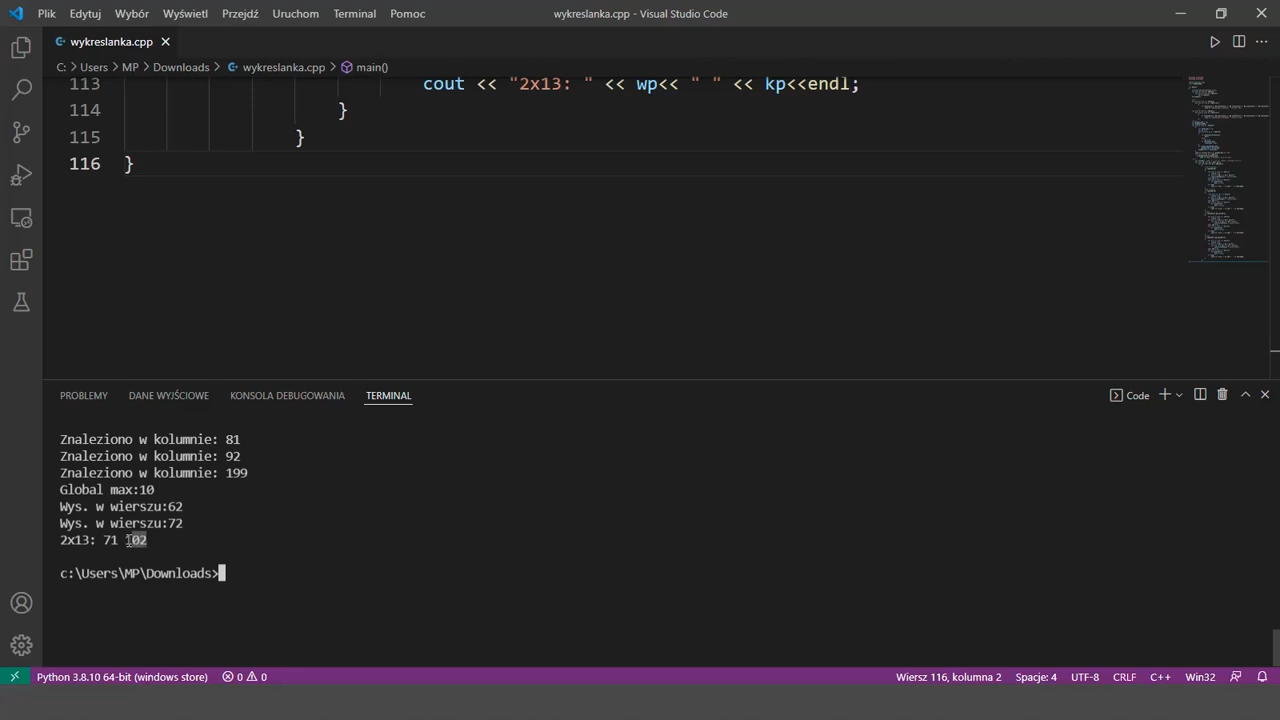 Plik Edytuj Wybór Wyświetl Przejdź Uruchom Terminal Pomoc wykreslanka.cpp - Visual Studio Code
wykreslanka.cpp
C: > Users > MP > Downloads > wykreslanka.cpp > main()
113 cout << "2x13: " << wp<< " " << kp<<endl;
114 }
115 }
116 }
PROBLEMY DANE WYJŚCIOWE KONSOLA DEBUGOWANIA TERMINAL Code
Znaleziono w kolumnie: 81
Znaleziono w kolumnie: 92
Znaleziono w kolumnie: 199
Global max:10
Wys. w wierszu:62
Wys. w wierszu:72
2x13: 71 102
c:\Users\MP\Downloads>
Python 3.8.10 64-bit (windows store) 0 0 Wiersz 116, kolumna 2 Spacje: 4 UTF-8 CRLF C++ Win32